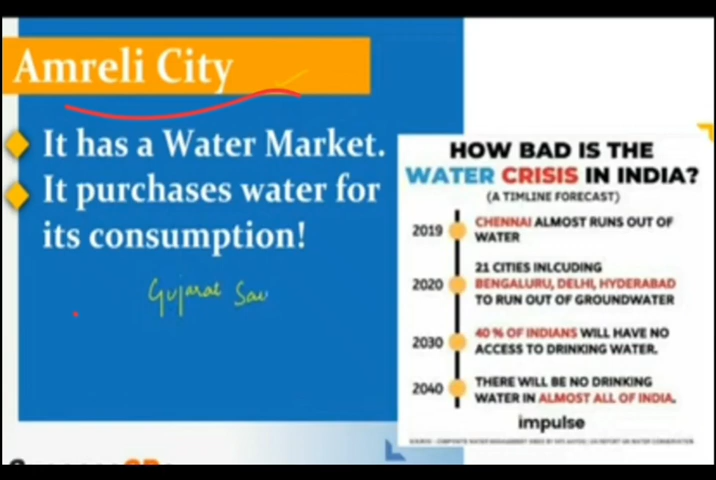 Amreli City
It has a Water Market.
It purchases water for
its consumption!
Gujarat Sau
HOW BAD IS THE
WATER CRISIS IN INDIA?
(A TIMLINE FORECAST)
2019
CHENNAI ALMOST RUNS OUT OF
WATER
2020
21 CITIES INLCUDING
BENGALURU, DELHI, HYDERABAD
TO RUN OUT OF GROUNDWATER
2030
40 % OF INDIANS WILL HAVE NO
ACCESS TO DRINKING WATER.
2040
THERE WILL BE NO DRINKING
WATER IN ALMOST ALL OF INDIA.
impulse